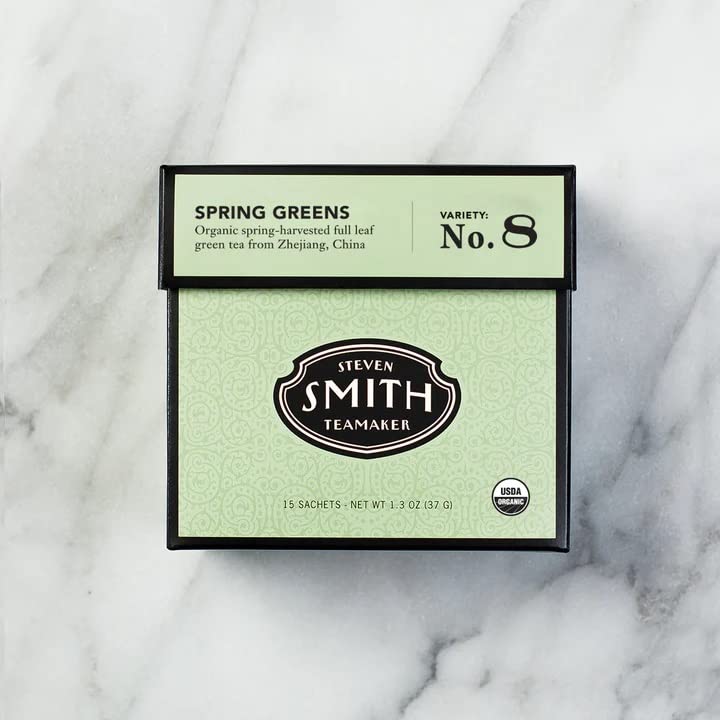 SPRING GREENS
Organic spring-harvested full leaf
green tea from Zhejiang, China
VARIETY:
No. 8
STEVEN
SMITH
TEAMAKER
15 SACHETS - NET WT 1.3 OZ (37 G)
USDA
ORGANIC